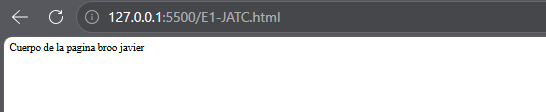 127.0.0.1:5500/E1-JATC.html
Cuerpo de la pagina broo javier